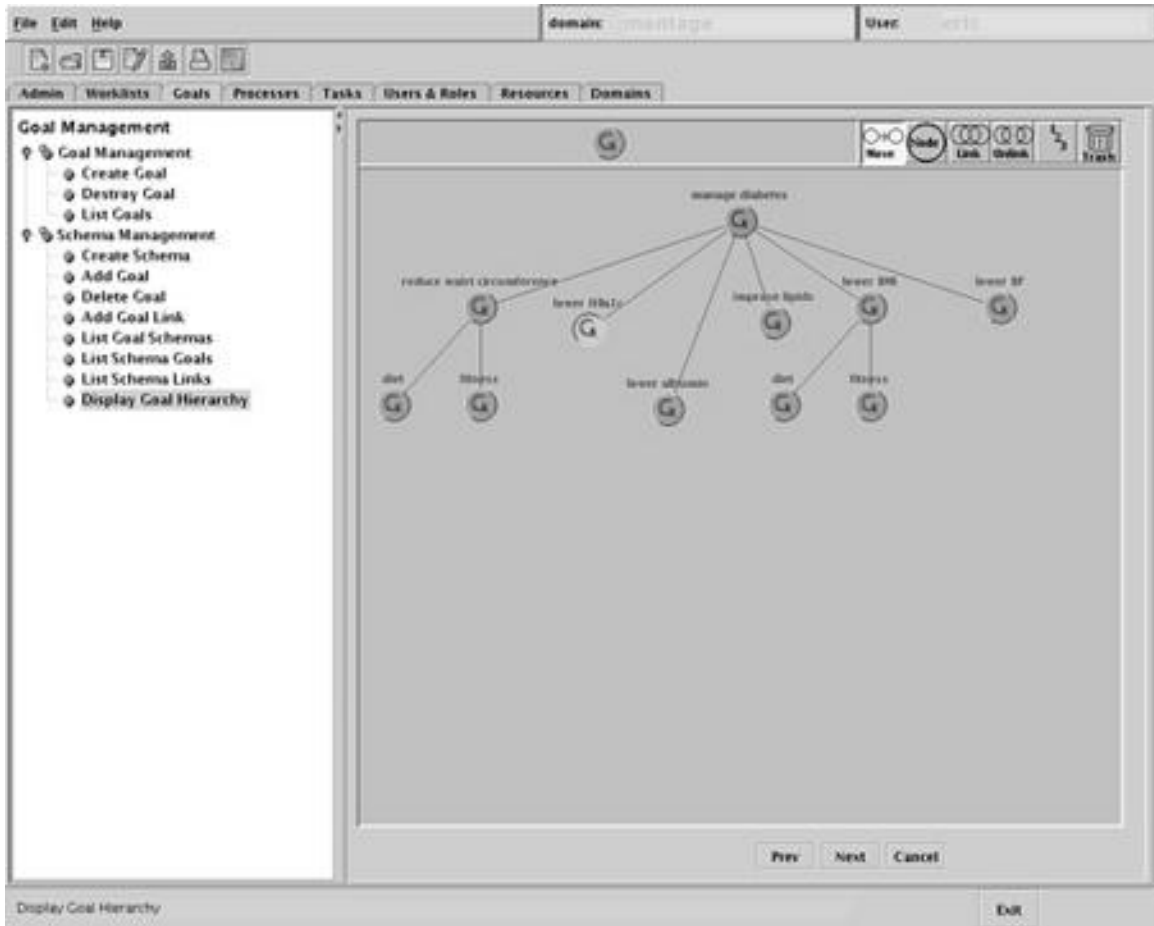 File Edit Help domain: montage User:
Admin Worklists Goals Processes Tasks Users & Roles Resources Domains
Goal Management
Goal Management
Create Goal
Destroy Goal
List Goals
Schema Management
Create Schema
Add Goal
Delete Goal
Add Goal Link
List Goal Schemas
List Schema Goals
List Schema Links
Display Goal Hierarchy
G
Move Node Link Unlink 1 2 3 Trash
manage diabetes
G
reduce waist circumference lower HbA1c improve lipids lower BMI lower BP
G G G G G
diet fitness lower albumin diet fitness
G G G G G
Prev Next Cancel
Display Goal Hierarchy Exit